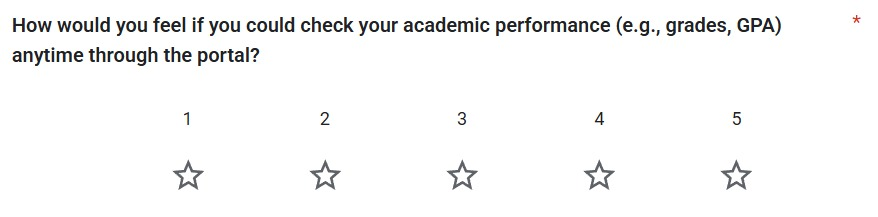 How would you feel if you could check your academic performance (e.g., grades, GPA) *
anytime through the portal?
1 2 3 4 5